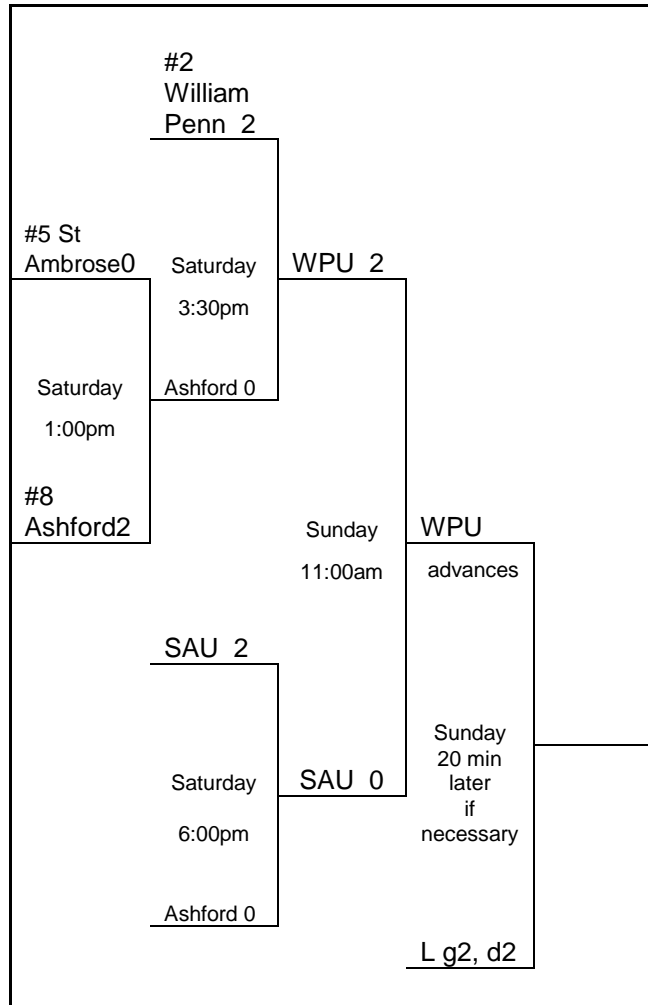 #2
William
Penn 2
#5 St
Ambrose0
Saturday
3:30pm
WPU 2
Saturday
1:00pm
Ashford 0
#8
Ashford2
Sunday
11:00am
WPU
advances
SAU 2
Saturday
6:00pm
SAU 0
Sunday
20 min
later
if
necessary
Ashford 0
L g2, d2